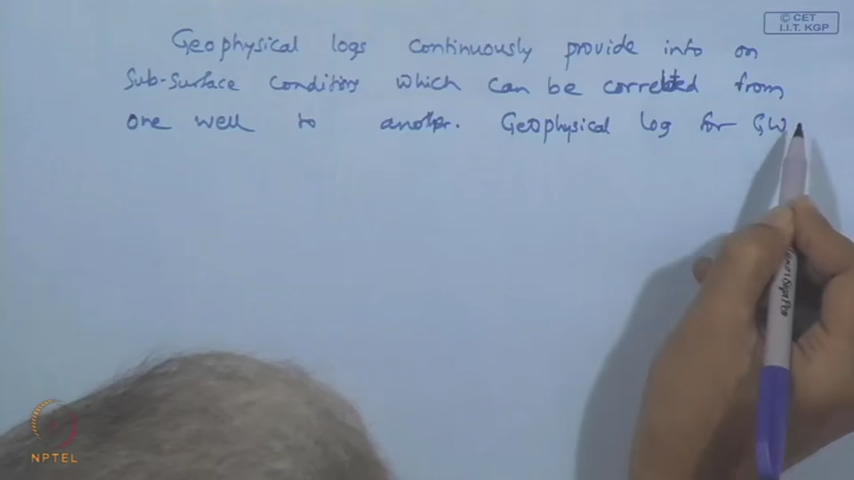 © CET
I.I.T. KGP
Geophysical logs continuously provide info on
Sub-Surface Conditions which can be correlated from
one well to another. Geophysical log for GW
NPTEL